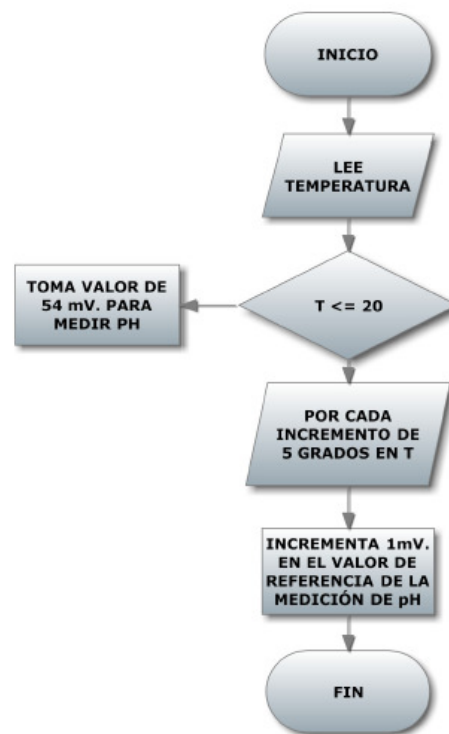 INICIO
LEE
TEMPERATURA
T <= 20
TOMA VALOR DE
54 mV. PARA
MEDIR PH
POR CADA
INCREMENTO DE
5 GRADOS EN T
INCREMENTA 1mV.
EN EL VALOR DE
REFERENCIA DE LA
MEDICIÓN DE pH
FIN